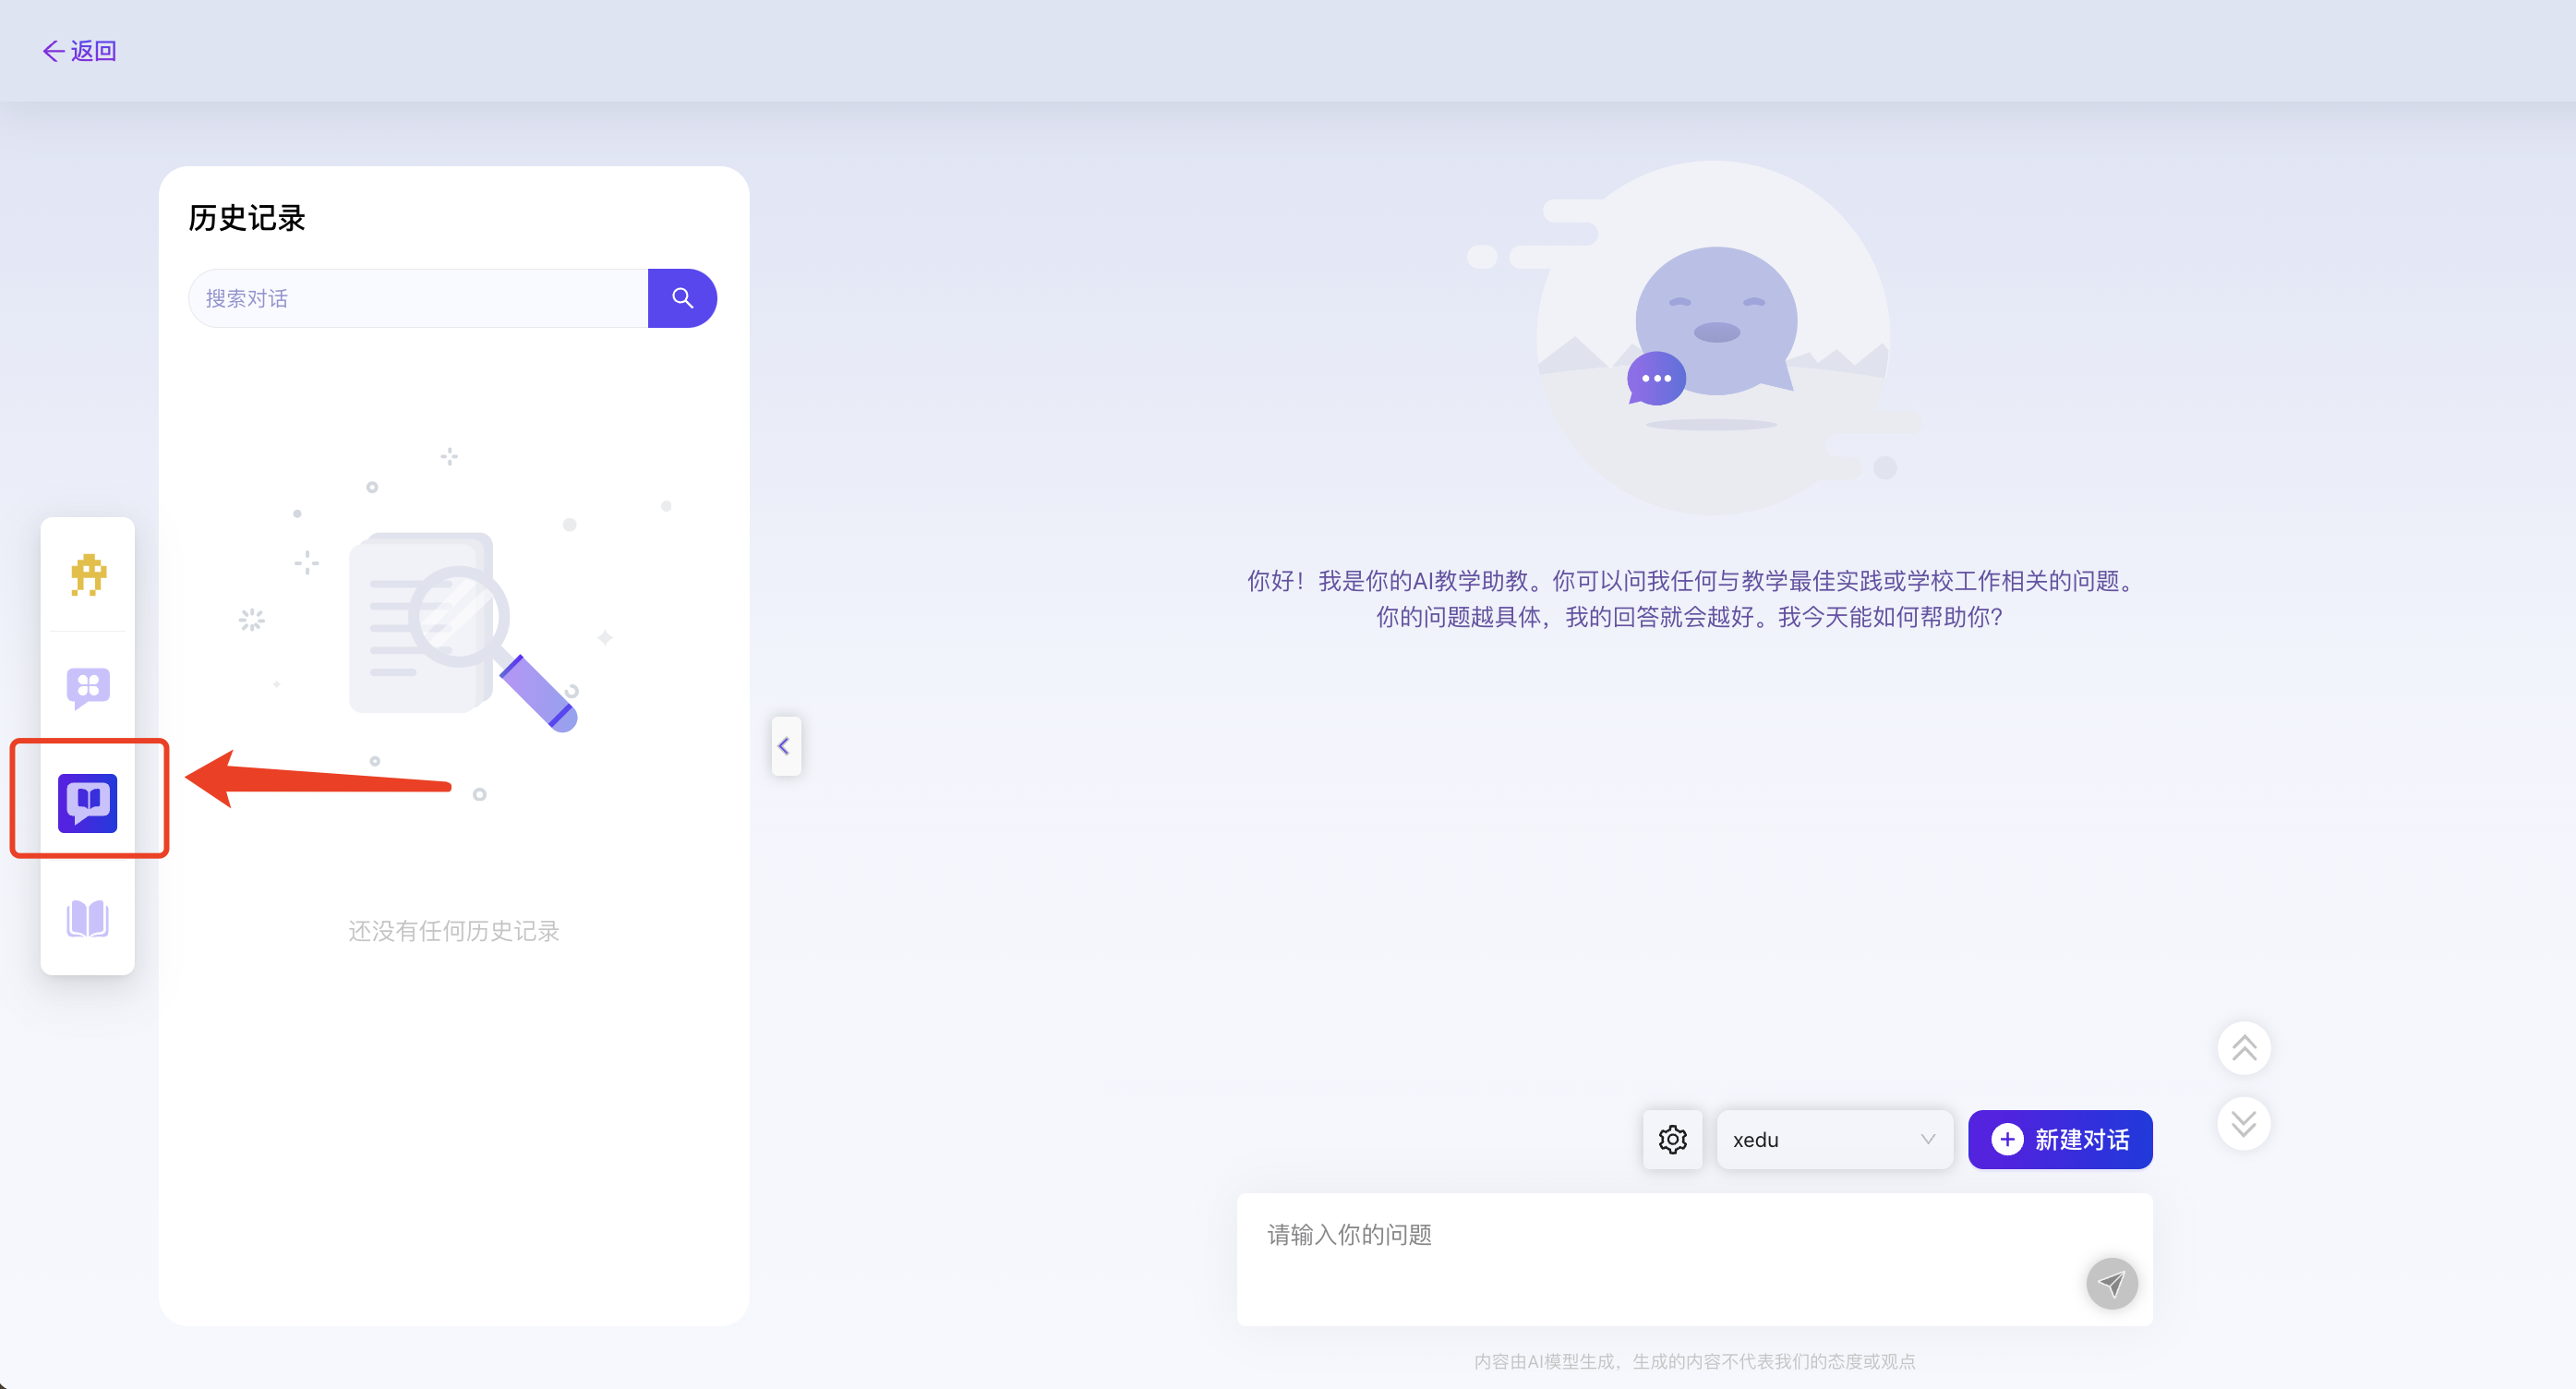 返回
历史记录
搜索对话
还没有任何历史记录
你好！我是你的AI教学助教。你可以问我任何与教学最佳实践或学校工作相关的问题。
你的问题越具体，我的回答就会越好。我今天能如何帮助你?
xedu
新建对话
请输入你的问题
内容由AI模型生成，生成的内容不代表我们的态度或观点